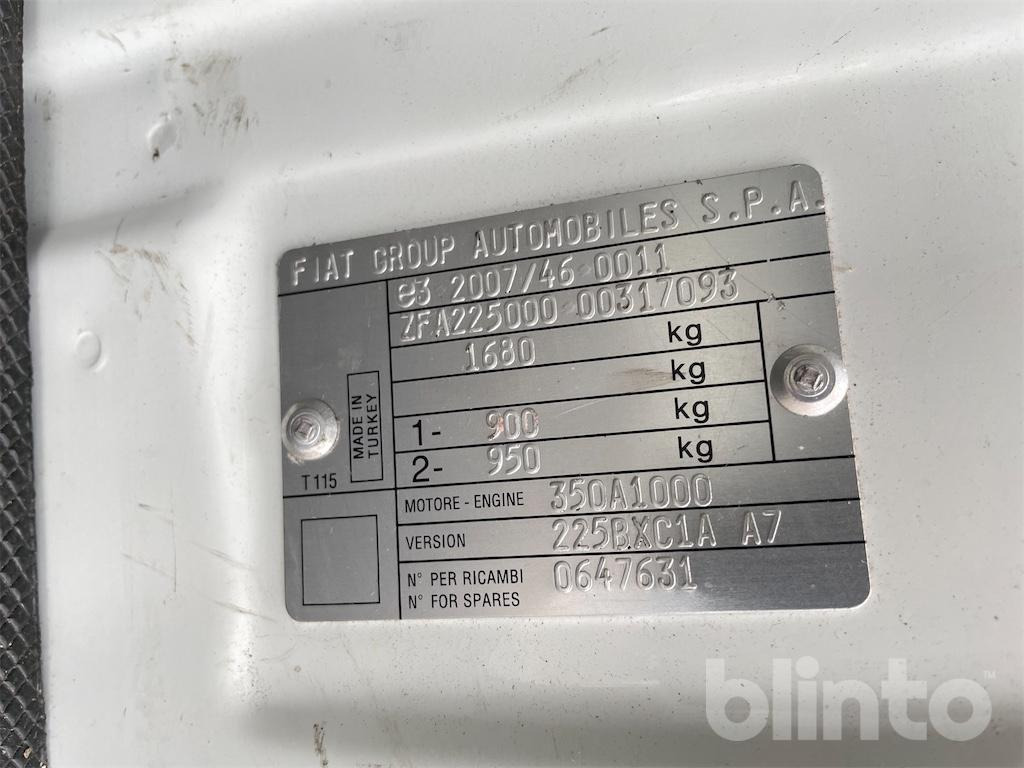 FIAT GROUP AUTOMOBILES S.P.A.
e3 2007/46 0011
ZFA225000 00317093
1680 kg
kg
1- 900 kg
2- 950 kg
MADE IN
TURKEY
T115
MOTORE - ENGINE 350A1000
VERSION 225BXC1A A7
N° PER RICAMBI 0647631
N° FOR SPARES
blinto™